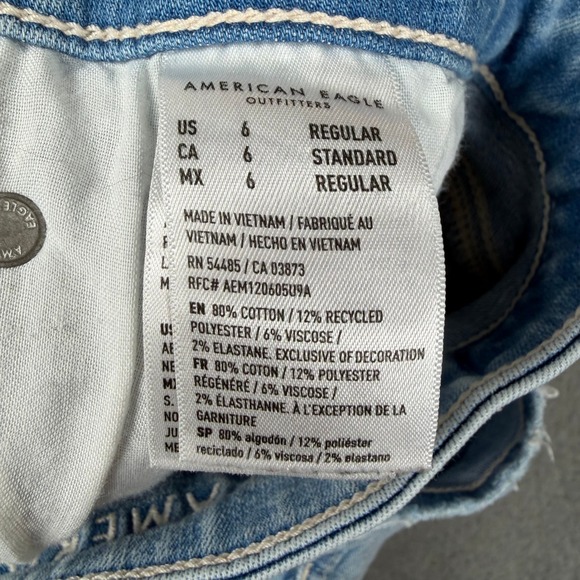 AMERICAN EAGLE
OUTFITTERS
US 6 REGULAR
CA 6 STANDARD
MX 6 REGULAR
MADE IN VIETNAM / FABRIQUÉ AU
VIETNAM / HECHO EN VIETNAM
RN 54485 / CA 03873
RFC# AEM120605U9A
EN 80% COTTON / 12% RECYCLED
POLYESTER / 6% VISCOSE /
2% ELASTANE. EXCLUSIVE OF DECORATION
FR 80% COTON / 12% POLYESTER
RÉGÉNÉRÉ / 6% VISCOSE /
2% ÉLASTHANNE. À L'EXCEPTION DE LA
GARNITURE
SP 80% algodón / 12% poliéster
reciclado / 6% viscosa / 2% elastano
US
MX